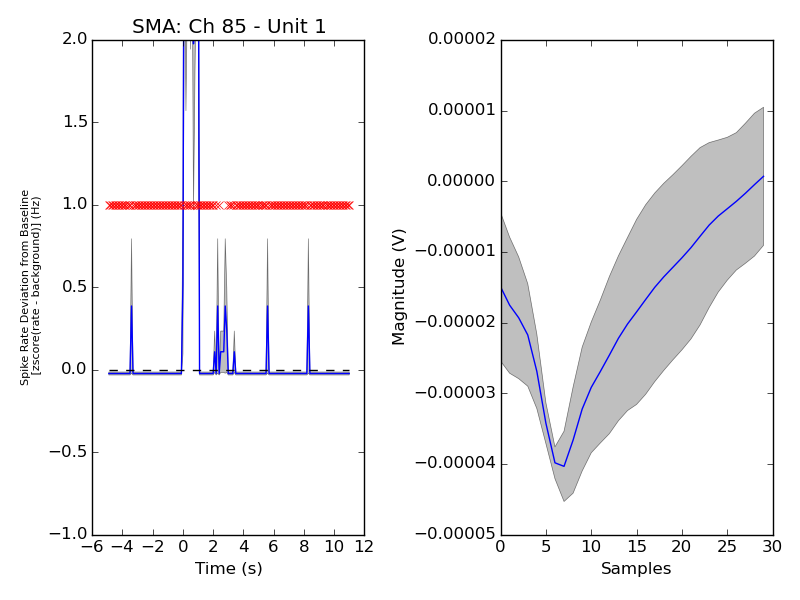 SMA: Ch 85 - Unit 1
2.0
1.5
1.0
0.5
0.0
−0.5
−1.0
−6 −4 −2 0 2 4 6 8 10 12
Time (s)
Spike Rate Deviation from Baseline
[zscore(rate - background)] (Hz)
0.00002
0.00001
0.00000
−0.00001
−0.00002
−0.00003
−0.00004
−0.00005
0 5 10 15 20 25 30
Samples
Magnitude (V)